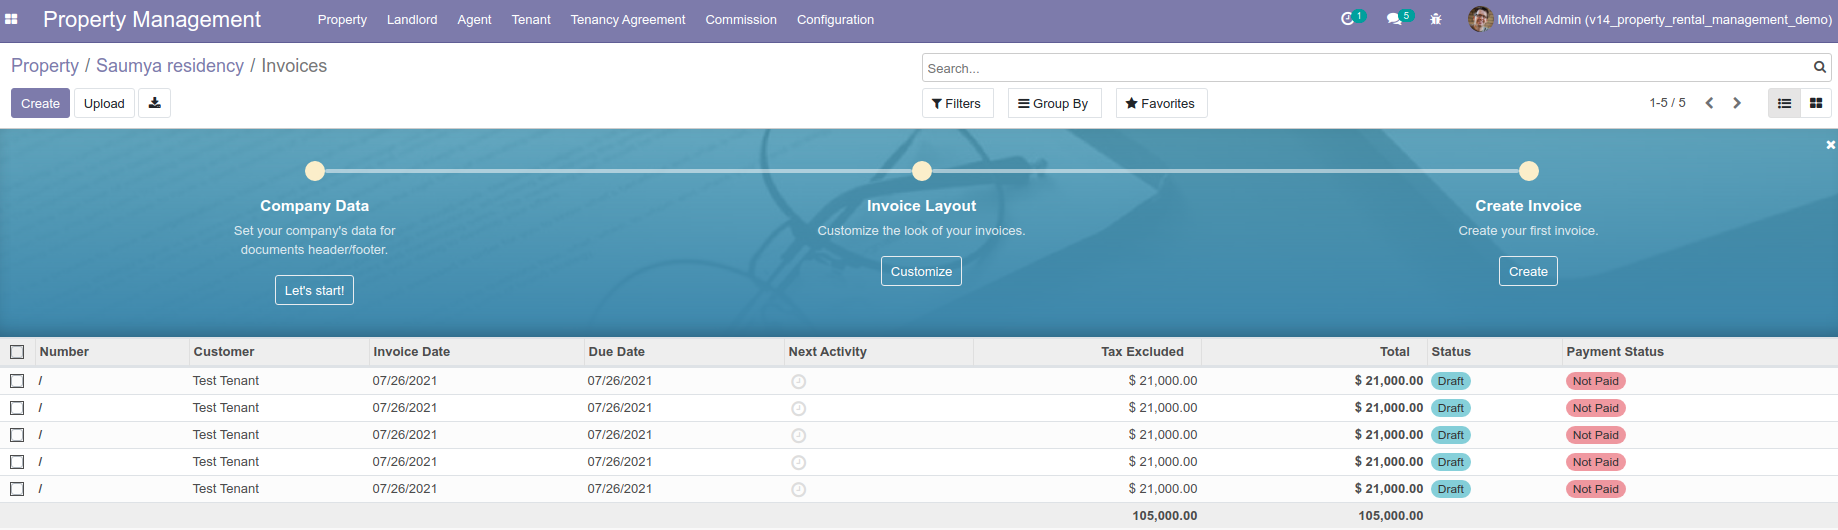 Property Management Property Landlord Agent Tenant Tenancy Agreement Commission Configuration 1 5 Mitchell Admin (v14_property_rental_management_demo)
Property / Saumya residency / Invoices
Search...
Create Upload Filters Group By Favorites 1-5 / 5
Company Data Invoice Layout Create Invoice
Set your company's data for Customize the look of your invoices. Create your first invoice.
documents header/footer.
Customize Create
Let's start!
Number Customer Invoice Date Due Date Next Activity Tax Excluded Total Status Payment Status
/ Test Tenant 07/26/2021 07/26/2021 $ 21,000.00 $ 21,000.00 Draft Not Paid
/ Test Tenant 07/26/2021 07/26/2021 $ 21,000.00 $ 21,000.00 Draft Not Paid
/ Test Tenant 07/26/2021 07/26/2021 $ 21,000.00 $ 21,000.00 Draft Not Paid
/ Test Tenant 07/26/2021 07/26/2021 $ 21,000.00 $ 21,000.00 Draft Not Paid
/ Test Tenant 07/26/2021 07/26/2021 $ 21,000.00 $ 21,000.00 Draft Not Paid
105,000.00 105,000.00